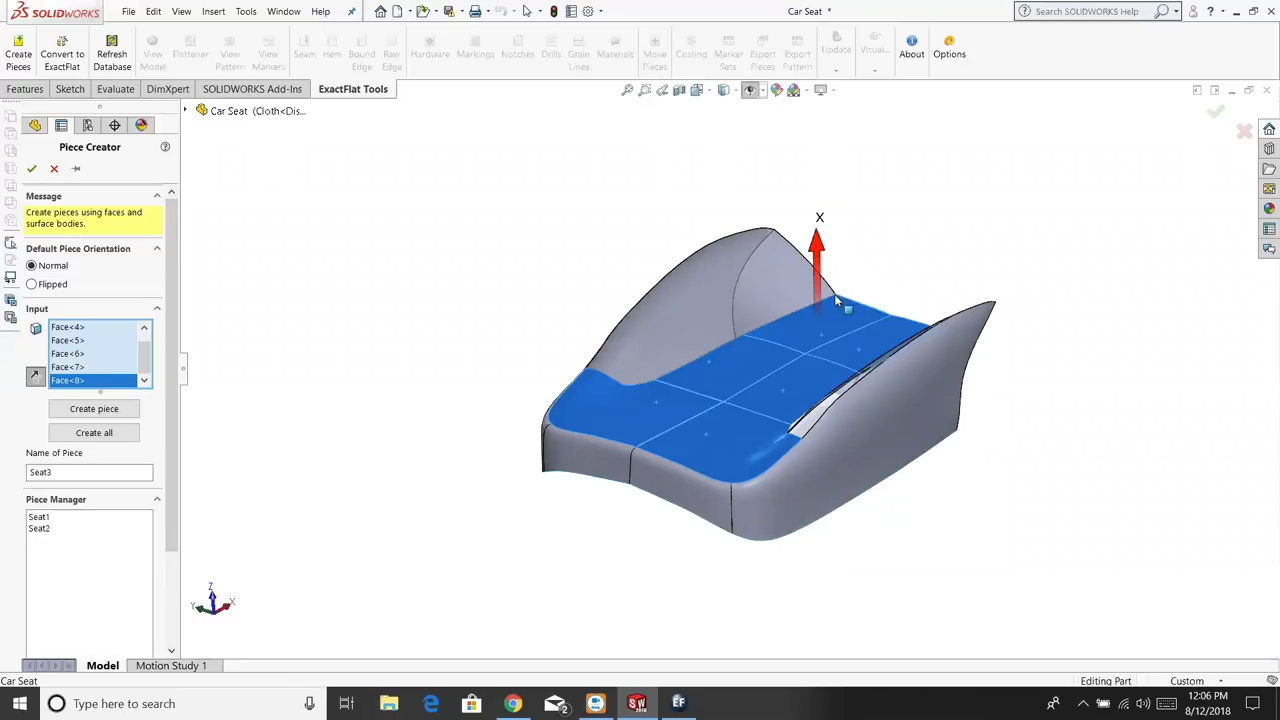 SOLIDWORKS File Edit View Insert Tools Window Help Car Seat * Search SOLIDWORKS Help
Create Pieces Convert to ExactFlat Refresh Database View Model Flattener View Pattern View Markers Seam Hem Bound Edge Raw Edge Hardware Markings Notches Drills Grain Lines Materials Move Pieces Costing Marker Sets Export Pieces Export Pattern Update Visual... About Options
Features Sketch Evaluate DimXpert SOLIDWORKS Add-Ins ExactFlat Tools
Car Seat (Cloth<Dis...
Piece Creator
Message
Create pieces using faces and
surface bodies.
Default Piece Orientation
Normal
Flipped
Input
Face<4>
Face<5>
Face<6>
Face<7>
Face<8>
Create piece
Create all
Name of Piece
Seat3
Piece Manager
Seat1
Seat2
X
Z
Y X
Model Motion Study 1
Car Seat Editing Part Custom
Type here to search 2 SW 2018 EF 12:06 PM
8/12/2018